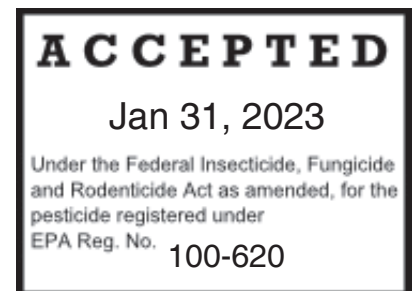 ACCEPTED
Jan 31, 2023
Under the Federal Insecticide, Fungicide
and Rodenticide Act as amended, for the
pesticide registered under
EPA Reg. No. 100-620